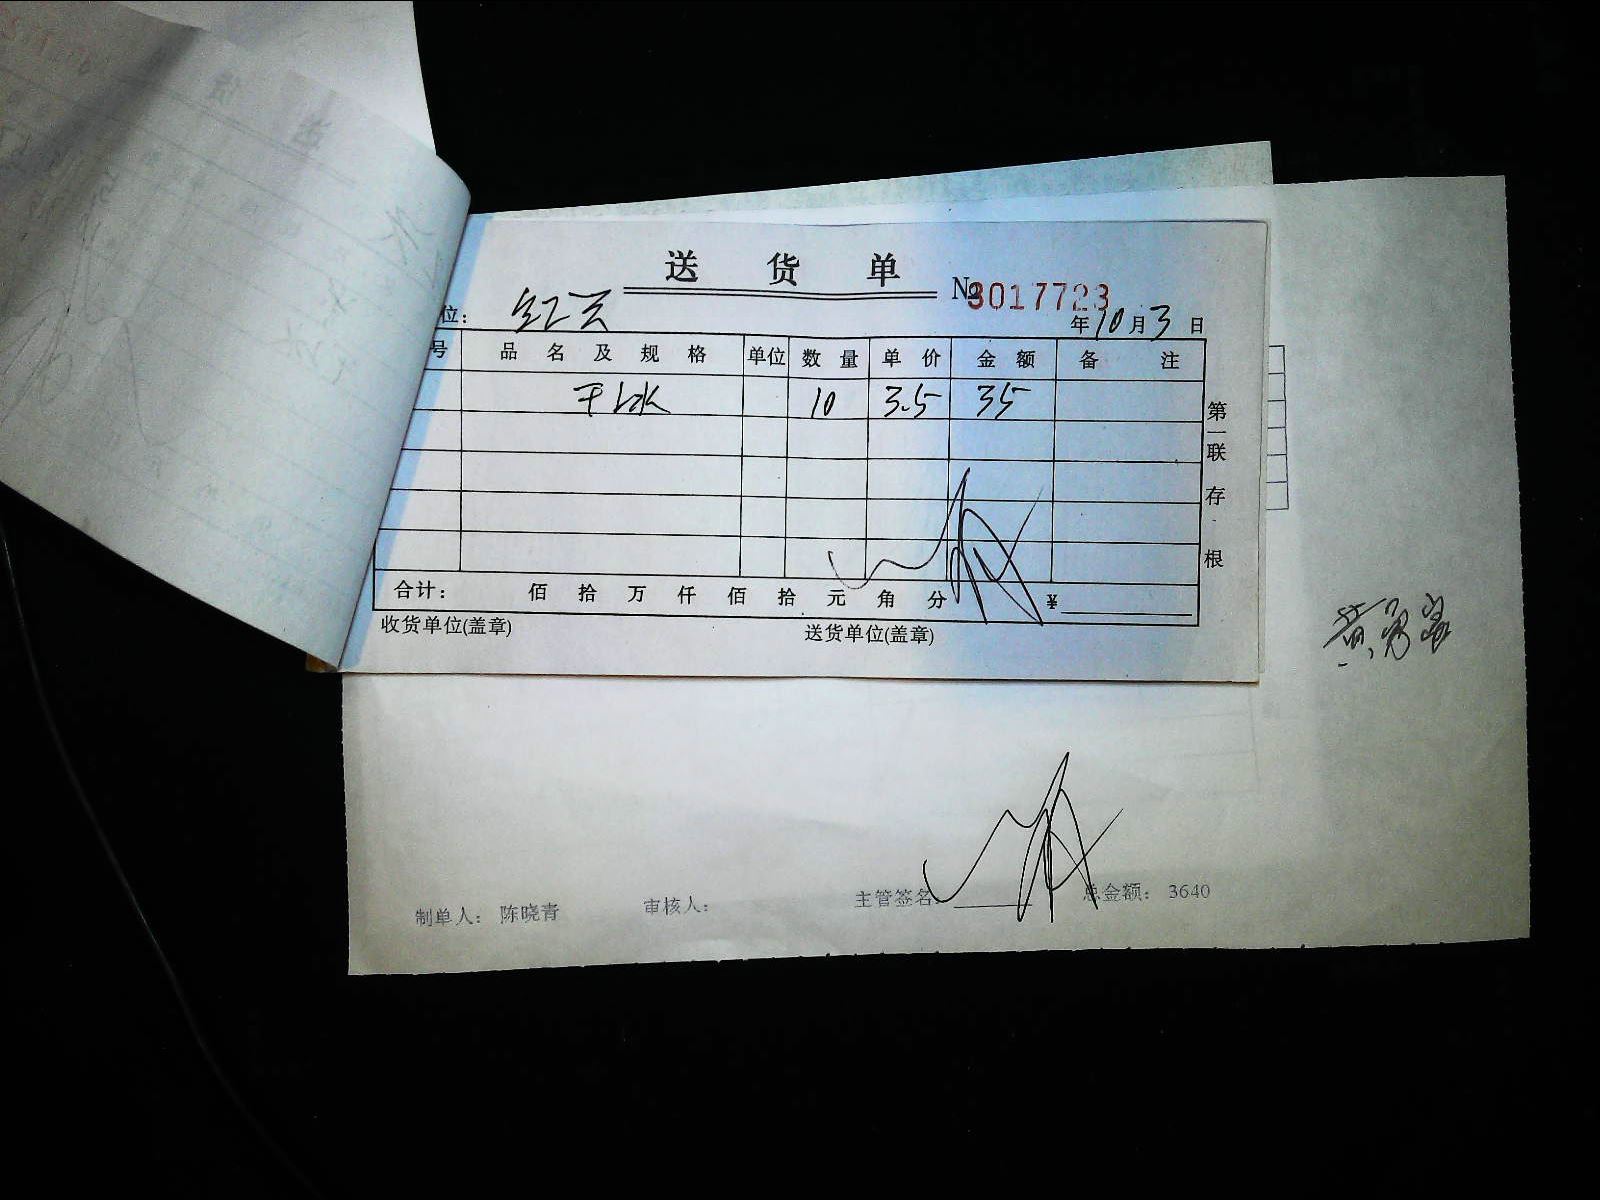 送 货 单
№3017723
位: 红云
年10月3日
号 品名及规格 单位 数量 单价 金额 备注
干冰 10 3.5 35
第一联存根
合计: 佰 拾 万 仟 佰 拾 元 角 分 ¥
收货单位(盖章) 送货单位(盖章)
制单人: 陈晓青 审核人: 主管签名: 总金额: 3640